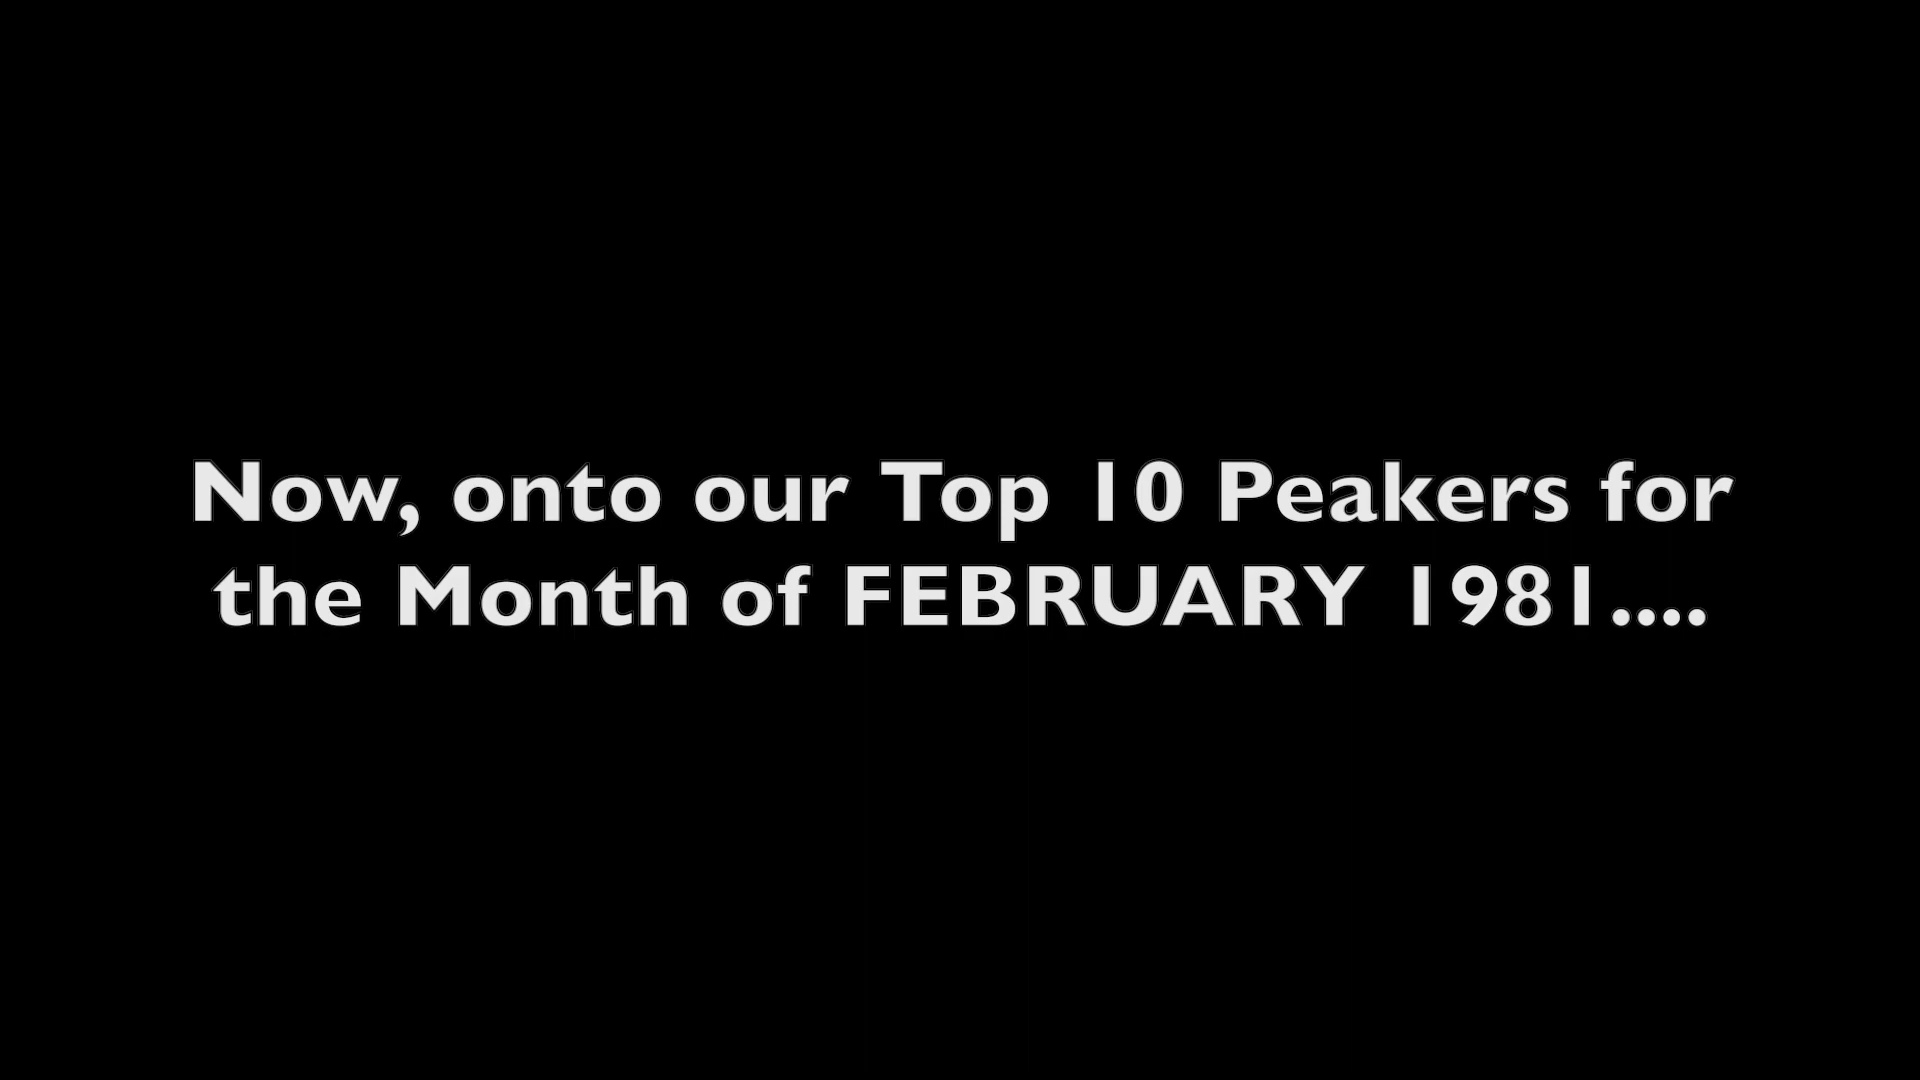 Now, onto our Top 10 Peakers for
the Month of FEBRUARY 1981....